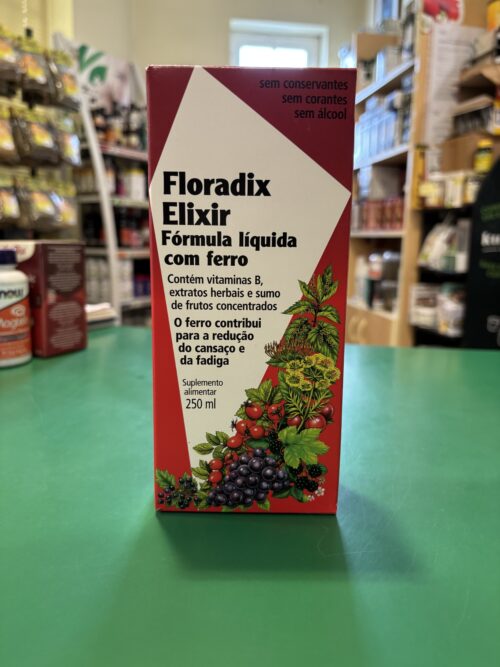 sem conservantes
sem corantes
sem álcool
Floradix
Elixir
Fórmula líquida
com ferro
Contém vitaminas B,
extratos herbais e sumo
de frutos concentrados
O ferro contribui
para a redução
do cansaço e
da fadiga
Suplemento
alimentar
250 ml
now